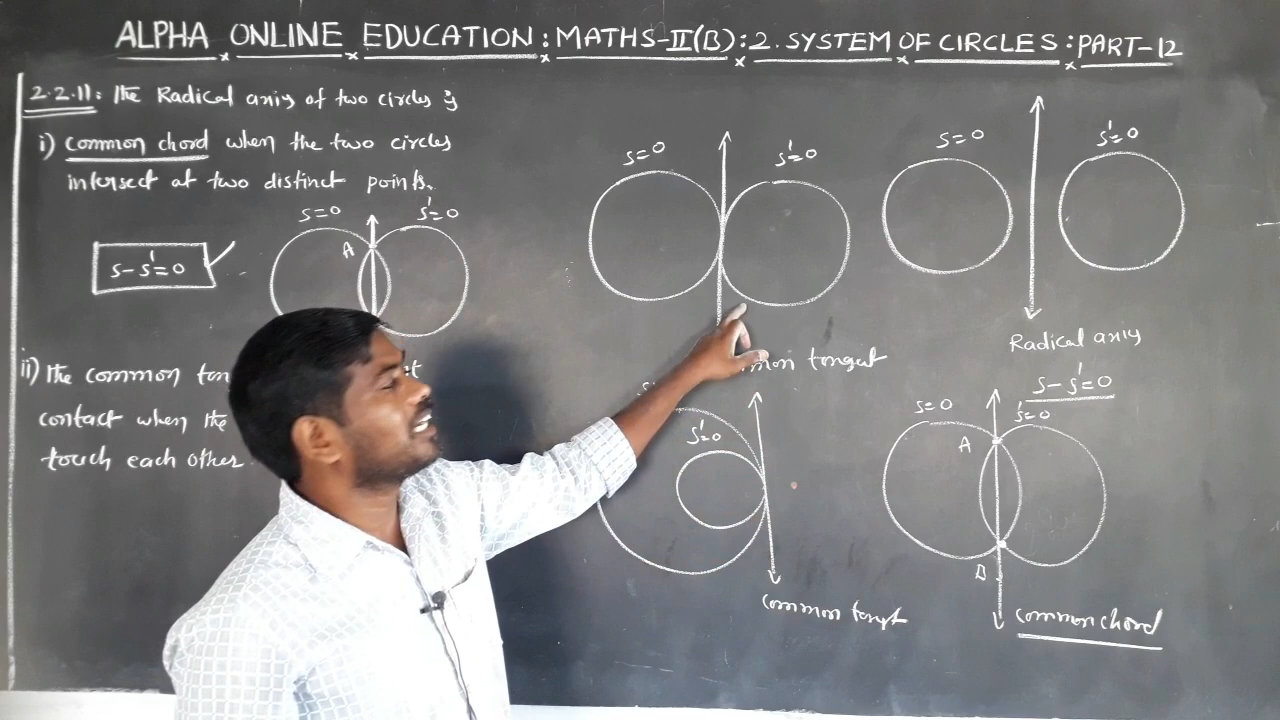 ALPHA ONLINE EDUCATION : MATHS-II(B) : 2. SYSTEM OF CIRCLES : PART-12
2.2.11: The Radical axis of two circles is
i) common chord when the two circles
intersect at two distinct points.
S=0 S'=0
A
S-S'=0
ii) The common
contact when the
touch each other.
S=0 S'=0
tangent
S'=0
common tangt
S=0 S'=0
Radical axis
S-S'=0
S=0 S'=0
A
B
common chord